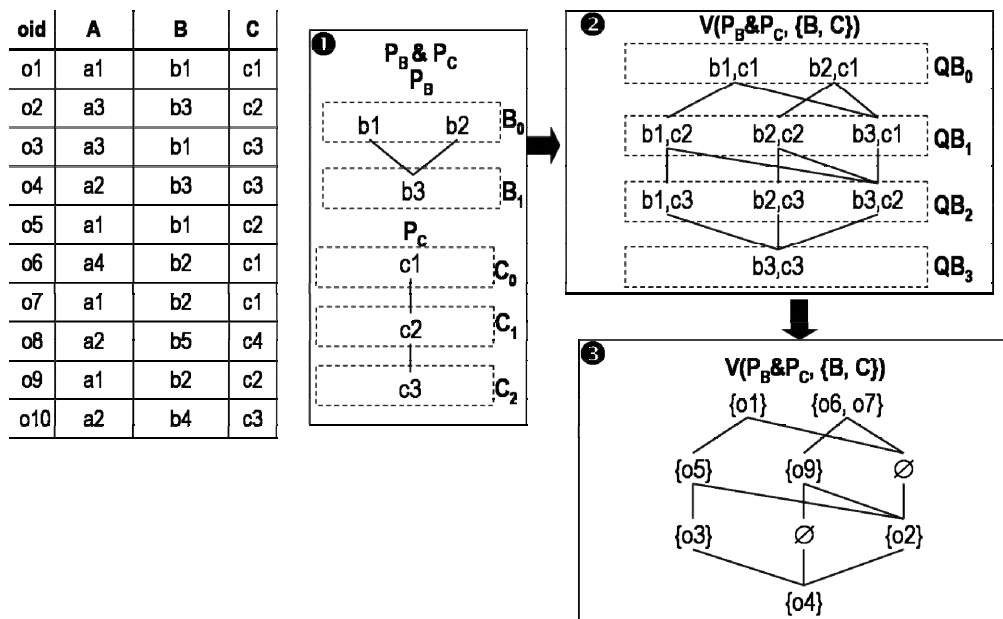 oid A B C
o1 a1 b1 c1
o2 a3 b3 c2
o3 a3 b1 c3
o4 a2 b3 c3
o5 a1 b1 c2
o6 a4 b2 c1
o7 a1 b2 c1
o8 a2 b5 c4
o9 a1 b2 c2
o10 a2 b4 c3
❶
P_B & P_C
P_B
b1 b2 B_0
b3 B_1
P_C
c1 C_0
c2 C_1
c3 C_2
❷ V(P_B&P_C, {B, C})
b1,c1 b2,c1 QB_0
b1,c2 b2,c2 b3,c1 QB_1
b1,c3 b2,c3 b3,c2 QB_2
b3,c3 QB_3
❸ V(P_B&P_C, {B, C})
{o1} {o6, o7}
{o5} {o9} ∅
{o3} ∅ {o2}
{o4}